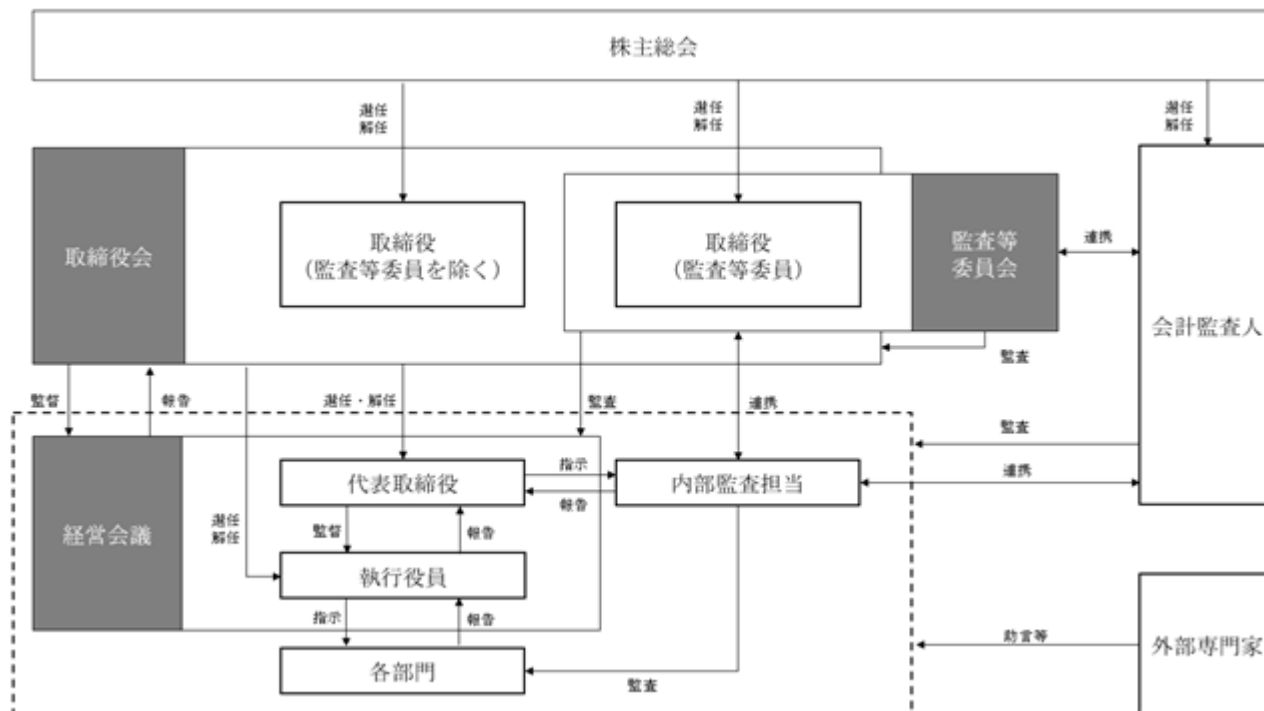 株主総会
選任
解任
選任
解任
選任
解任
取締役会
取締役
（監査等委員を除く）
取締役
（監査等委員）
監査等
委員会
連携
会計監査人
監査
監督
報告
選任・解任
監査
連携
監査
経営会議
選任
解任
代表取締役
指示
報告
内部監査担当
連携
監督
報告
執行役員
指示
報告
各部門
監査
助言等
外部専門家